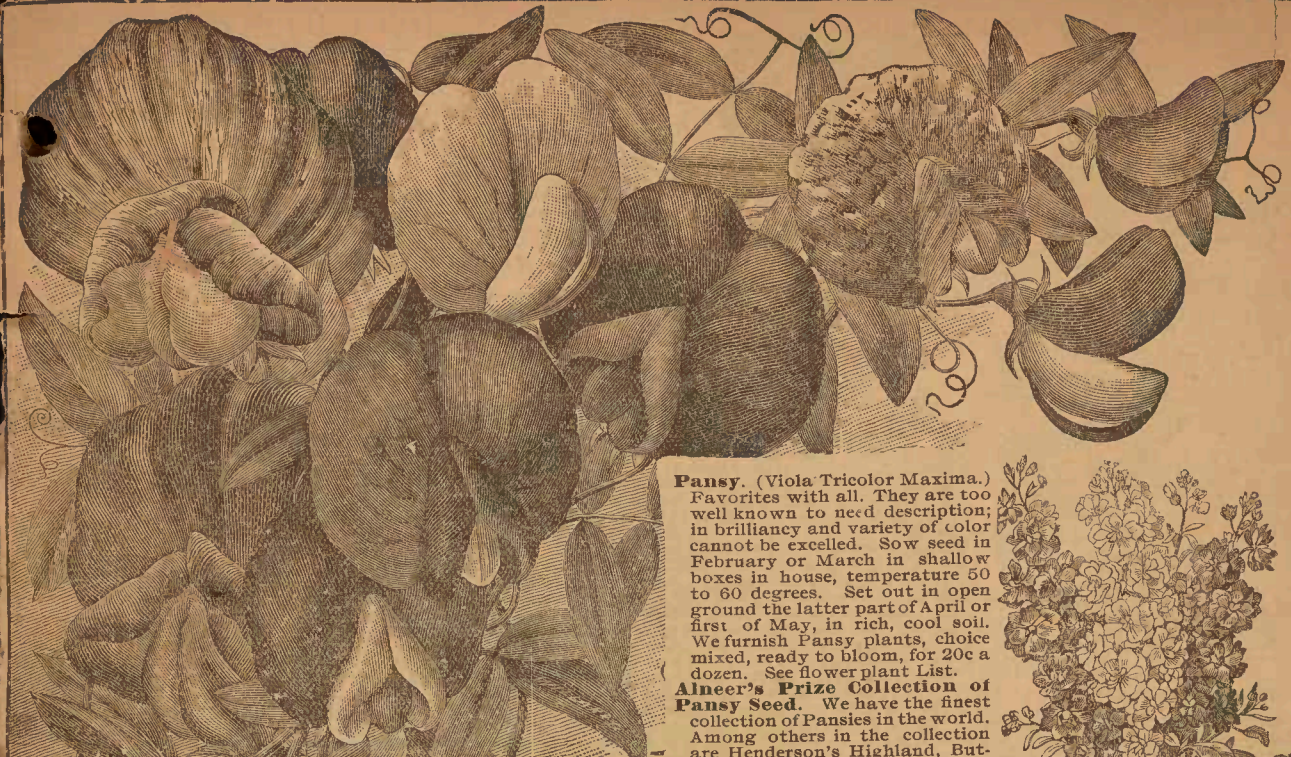 Pansy. (Viola Tricolor Maxima.)
Favorites with all. They are too
well known to need description;
in brilliancy and variety of color
cannot be excelled. Sow seed in
February or March in shallow
boxes in house, temperature 50
to 60 degrees. Set out in open
ground the latter part of April or
first of May, in rich, cool soil.
We furnish Pansy plants, choice
mixed, ready to bloom, for 20c a
dozen. See flower plant List.
Alneer's Prize Collection of
Pansy Seed. We have the finest
collection of Pansies in the world.
Among others in the collection
are Henderson's Highland, But-